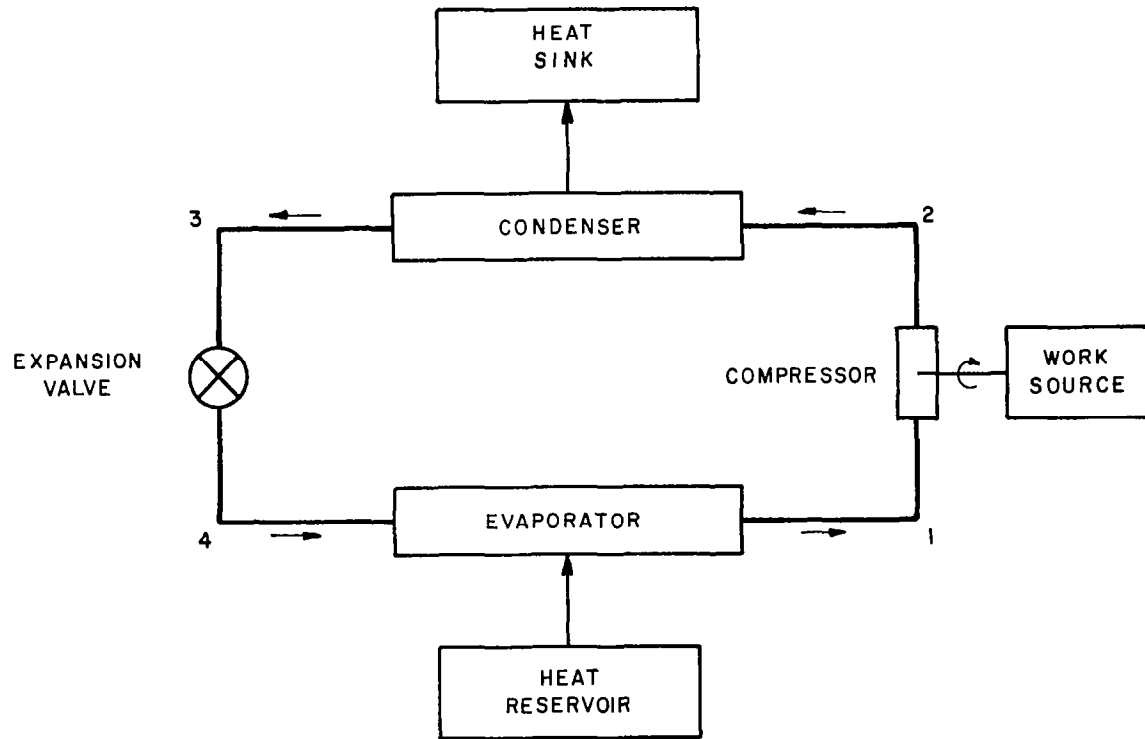 HEAT
SINK
3
CONDENSER
2
EXPANSION
VALVE
COMPRESSOR
WORK
SOURCE
4
EVAPORATOR
1
HEAT
RESERVOIR